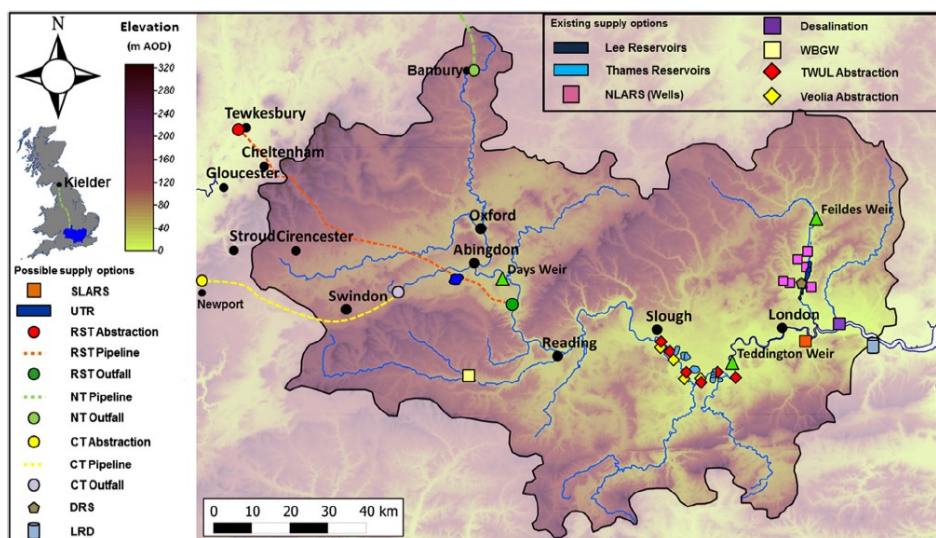 N
Elevation
(m AOD)
320
280
240
200
160
120
80
40
0
Kielder
Possible supply options
SLARS
UTR
RST Abstraction
RST Pipeline
RST Outfall
NT Pipeline
NT Outfall
CT Abstraction
CT Pipeline
CT Outfall
DRS
LRD
Existing supply options
Lee Reservoirs
Thames Reservoirs
NLARS (Wells)
Desalination
WBGW
TWUL Abstraction
Veolia Abstraction
Banbury
Tewkesbury
Cheltenham
Gloucester
Stroud
Cirencester
Oxford
Abingdon
Days Weir
Newport
Swindon
Reading
Slough
London
Teddington Weir
Feildes Weir
0 10 20 30 40 km